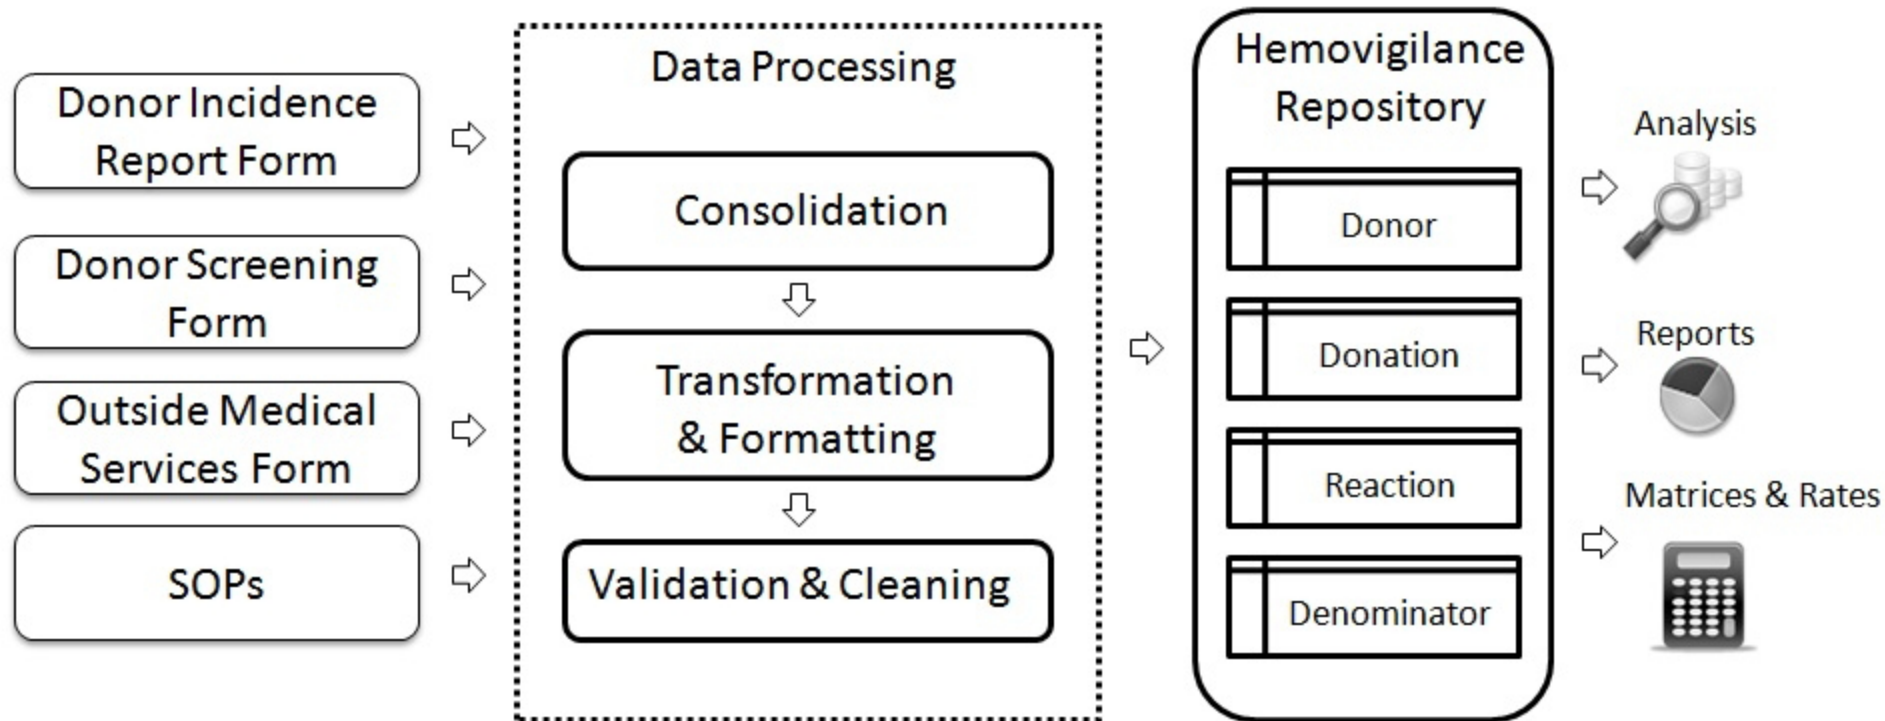 Donor Incidence
Report Form
Donor Screening
Form
Outside Medical
Services Form
SOPs
Data Processing
Consolidation
Transformation
& Formatting
Validation & Cleaning
Hemovigilance
Repository
Donor
Donation
Reaction
Denominator
Analysis
Reports
Matrices & Rates